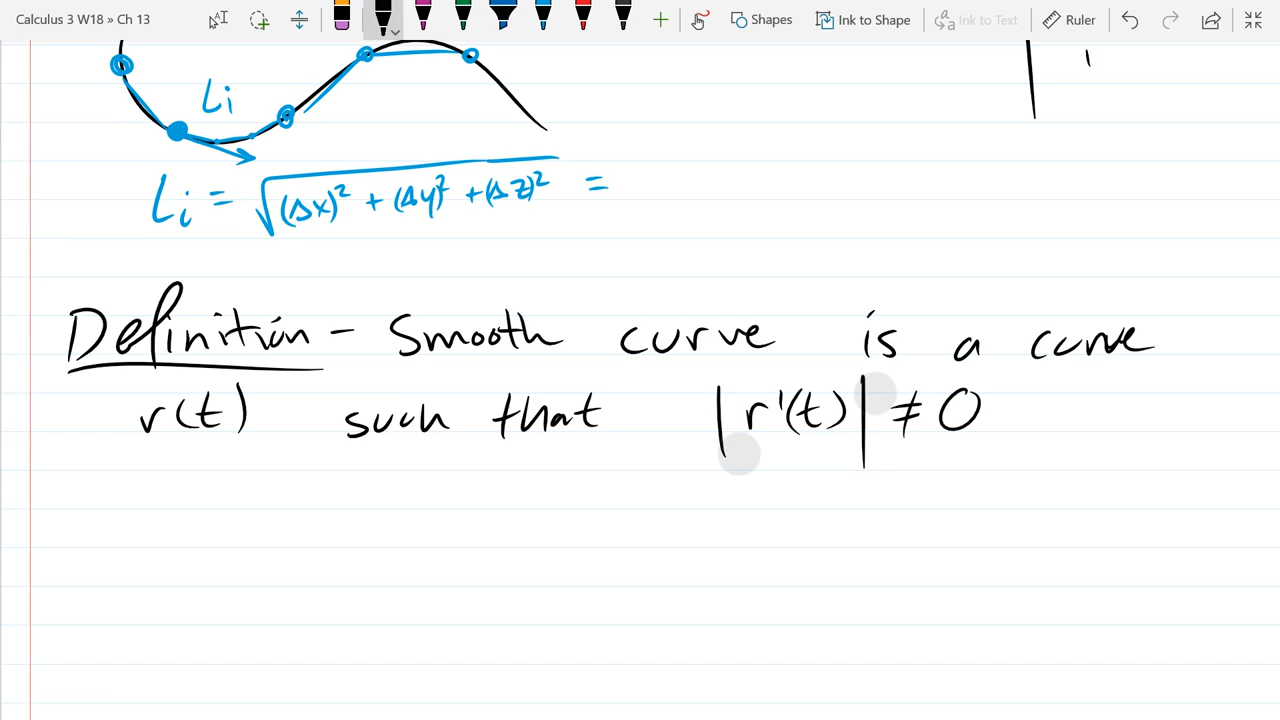 Calculus 3 W18 » Ch 13
Shapes
Ink to Shape
Ink to Text
Ruler
Li
Li = √(Δx)² + (Δy)² + (Δz)² =
Definition - Smooth curve is a curve
r(t) such that |r'(t)| ≠ 0